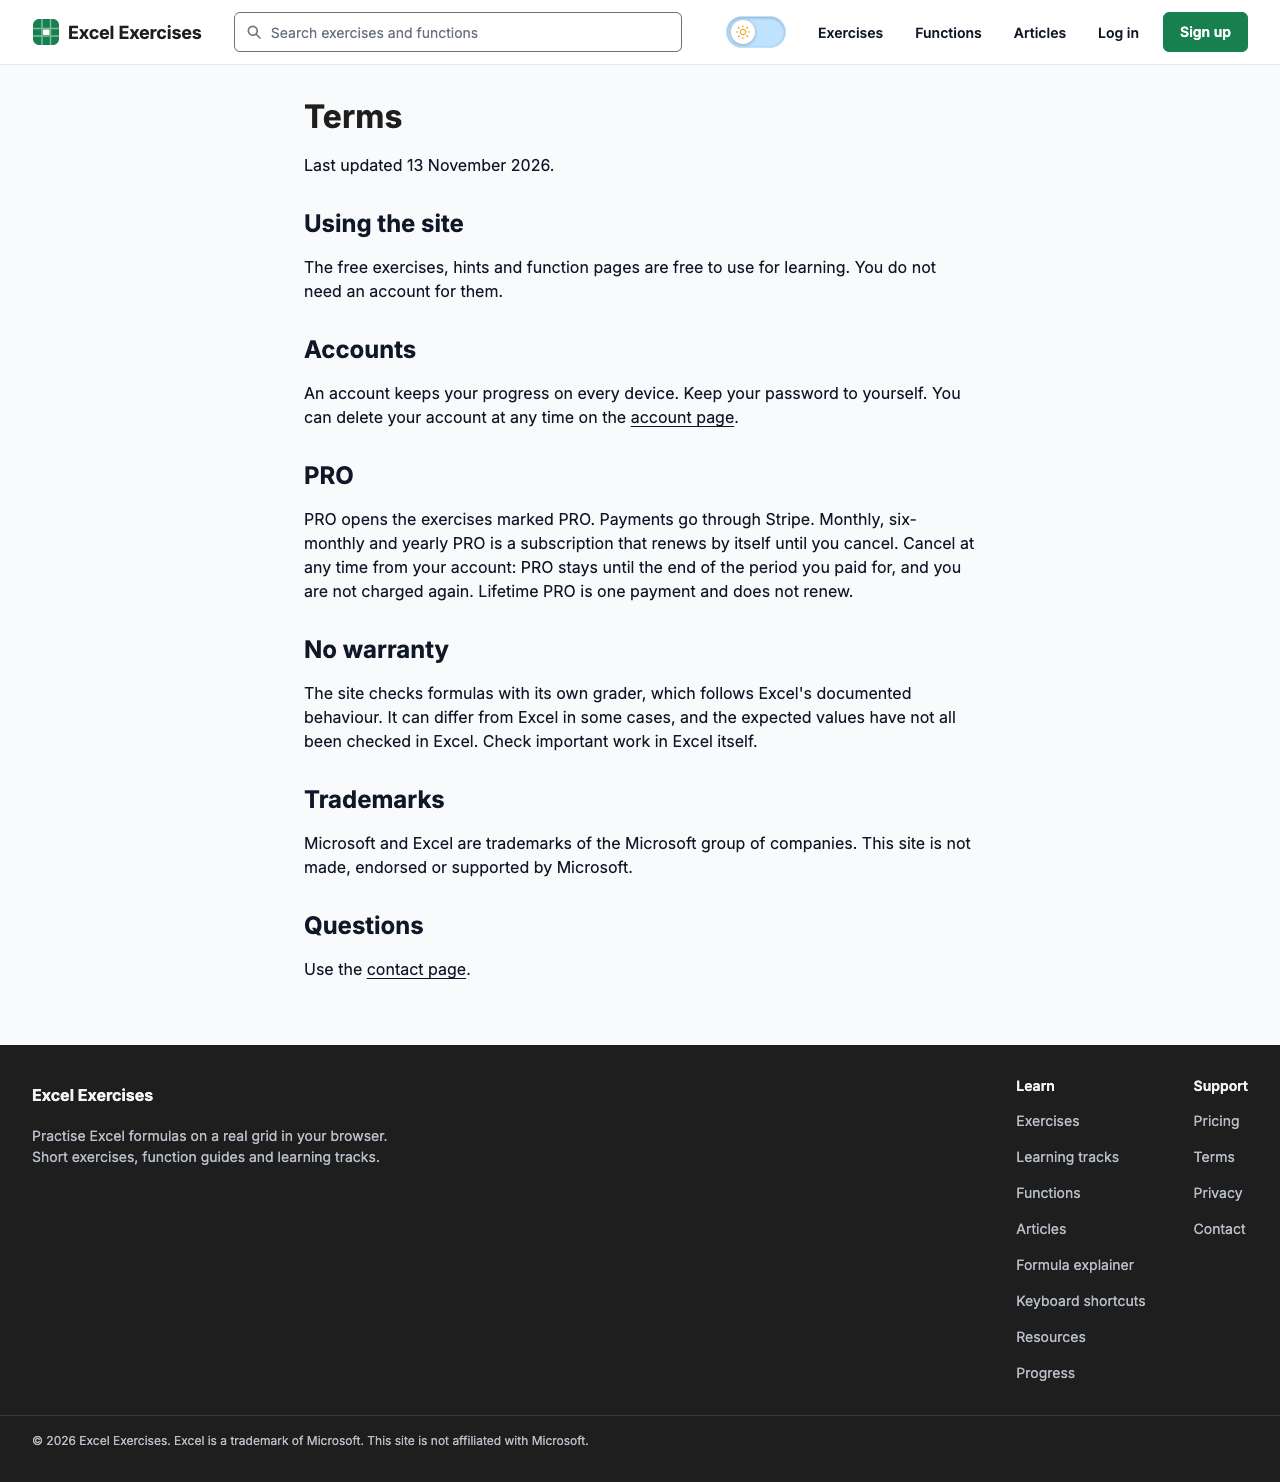 Excel Exercises
Search exercises and functions
Exercises
Functions
Articles
Log in
Sign up
Terms
Last updated 13 November 2026.
Using the site
The free exercises, hints and function pages are free to use for learning. You do not
need an account for them.
Accounts
An account keeps your progress on every device. Keep your password to yourself. You
can delete your account at any time on the account page.
PRO
PRO opens the exercises marked PRO. Payments go through Stripe. Monthly, six-
monthly and yearly PRO is a subscription that renews by itself until you cancel. Cancel at
any time from your account: PRO stays until the end of the period you paid for, and you
are not charged again. Lifetime PRO is one payment and does not renew.
No warranty
The site checks formulas with its own grader, which follows Excel's documented
behaviour. It can differ from Excel in some cases, and the expected values have not all
been checked in Excel. Check important work in Excel itself.
Trademarks
Microsoft and Excel are trademarks of the Microsoft group of companies. This site is not
made, endorsed or supported by Microsoft.
Questions
Use the contact page.
Excel Exercises
Practise Excel formulas on a real grid in your browser.
Short exercises, function guides and learning tracks.
Learn
Exercises
Learning tracks
Functions
Articles
Formula explainer
Keyboard shortcuts
Resources
Progress
Support
Pricing
Terms
Privacy
Contact
© 2026 Excel Exercises. Excel is a trademark of Microsoft. This site is not affiliated with Microsoft.